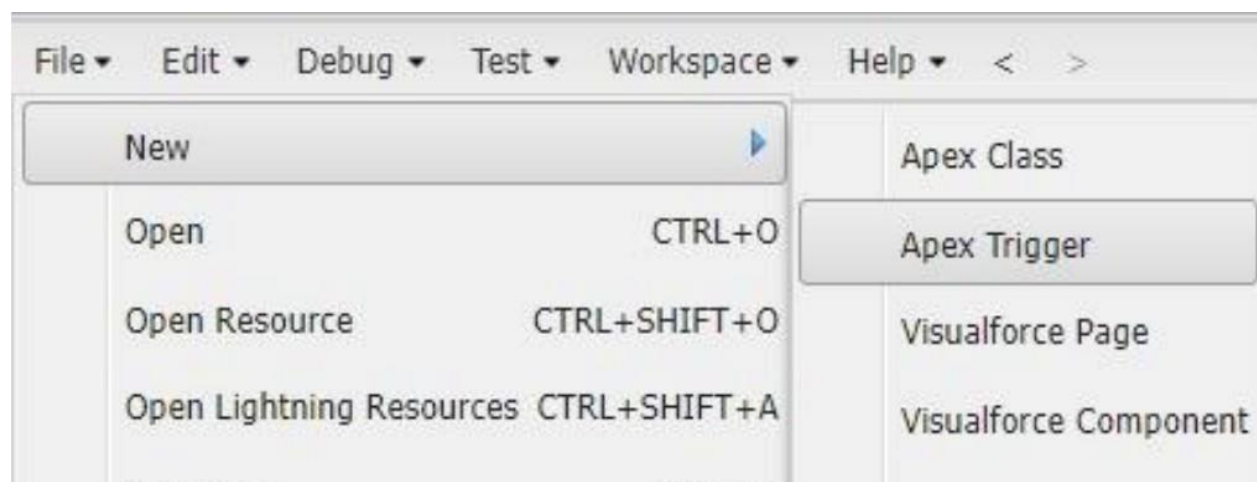 File Edit Debug Test Workspace Help < >
New
Open CTRL+O
Open Resource CTRL+SHIFT+O
Open Lightning Resources CTRL+SHIFT+A
Apex Class
Apex Trigger
Visualforce Page
Visualforce Component